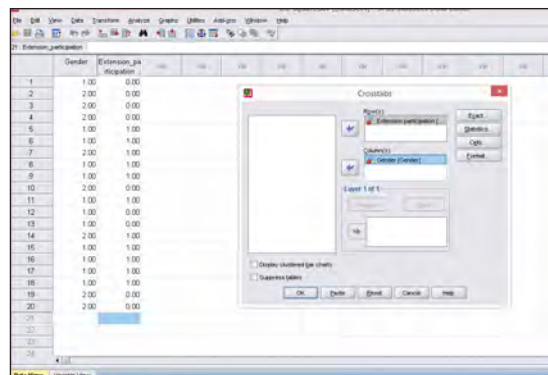 File Edit View Data Transform Analyze Graphs Utilities Add-ons Window Help
21 : Extension_participation
Gender Extension_pa
rticipation
1 1.00 0.00
2 2.00 0.00
3 2.00 0.00
4 2.00 0.00
5 1.00 1.00
6 1.00 1.00
7 2.00 1.00
8 1.00 1.00
9 1.00 1.00
10 2.00 0.00
11 1.00 1.00
12 1.00 0.00
13 1.00 0.00
14 2.00 1.00
15 1.00 1.00
16 1.00 1.00
17 1.00 1.00
18 1.00 1.00
19 2.00 0.00
20 2.00 0.00
21
22
23
24
Crosstabs
Row(s):
Extension participation [
Column(s):
Gender [Gender]
Layer 1 of 1
Exact...
Statistics...
Cells...
Format...
Display clustered bar charts
Suppress tables
OK Paste Reset Cancel Help
Data View Variable View